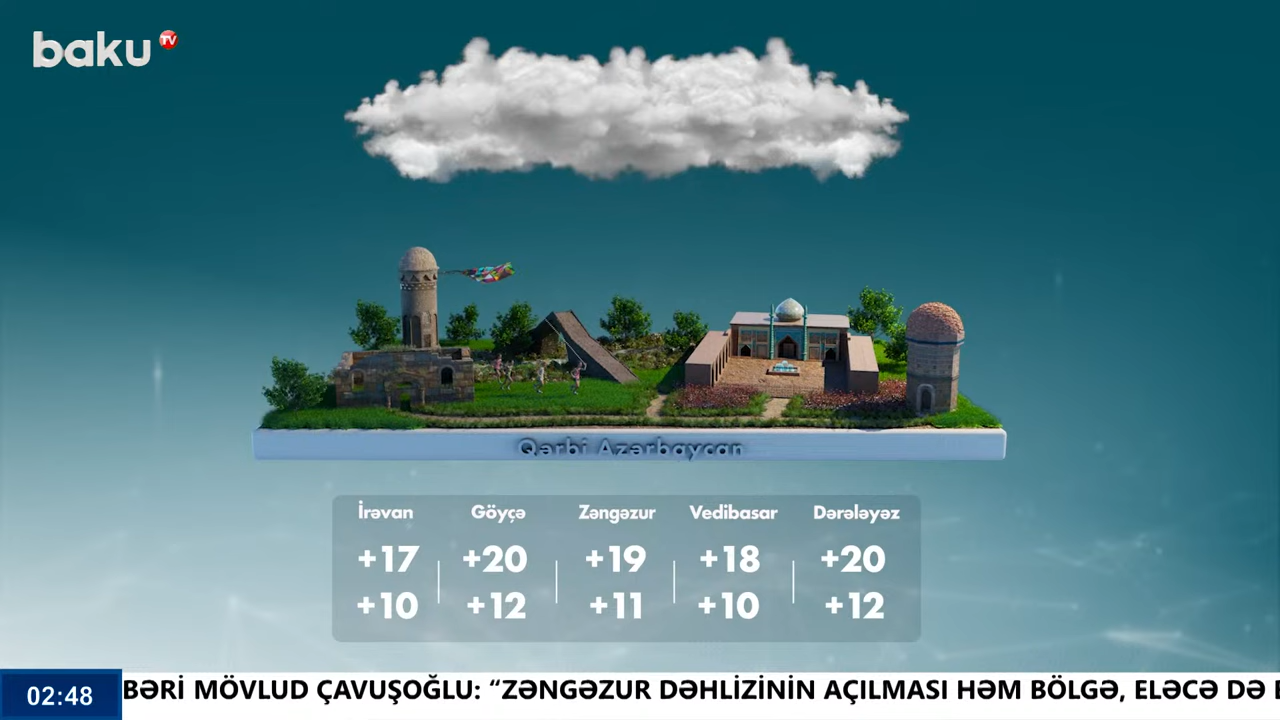 baku TV
Qərbi Azərbaycan
İrəvan Göyçə Zəngəzur Vedibasar Dərələyəz
+17 +20 +19 +18 +20
+10 +12 +11 +10 +12
02:48 BƏRİ MÖVLUD ÇAVUŞOĞLU: “ZƏNGƏZUR DƏHLİZİNİN AÇILMASI HƏM BÖLGƏ, ELƏCƏ DƏ